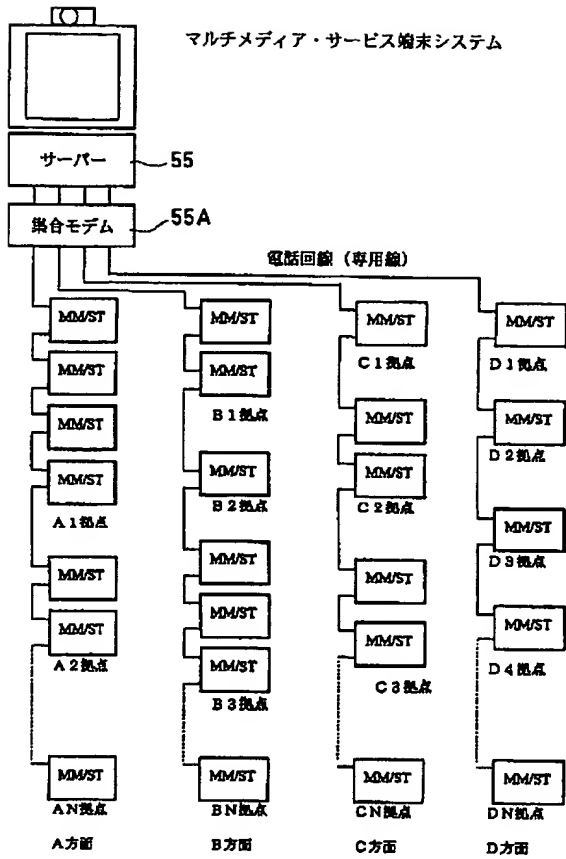 マルチメディア・サービス端末システム
サーバー
55
集合モデム
55A
電話回線（専用線）
MM/ST
MM/ST
MM/ST
MM/ST
A1拠点
MM/ST
MM/ST
A2拠点
MM/ST
AN拠点
A方面
MM/ST
MM/ST
B1拠点
MM/ST
B2拠点
MM/ST
MM/ST
MM/ST
B3拠点
MM/ST
BN拠点
B方面
MM/ST
C1拠点
MM/ST
MM/ST
C2拠点
MM/ST
MM/ST
C3拠点
MM/ST
CN拠点
C方面
MM/ST
D1拠点
MM/ST
D2拠点
MM/ST
D3拠点
MM/ST
D4拠点
MM/ST
DN拠点
D方面